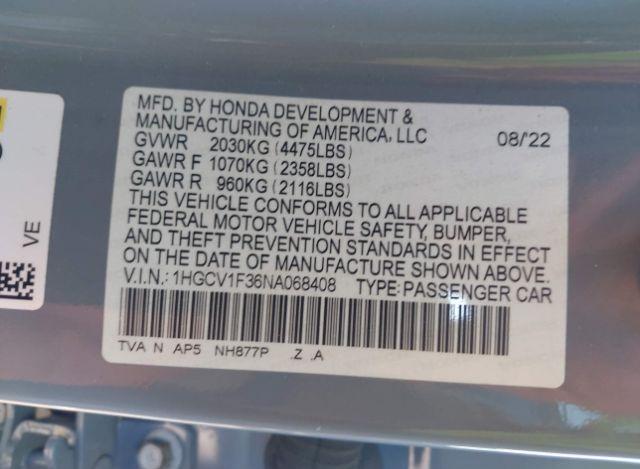 MFD. BY HONDA DEVELOPMENT &
MANUFACTURING OF AMERICA, LLC 08/'22
GVWR 2030KG (4475LBS)
GAWR F 1070KG (2358LBS)
GAWR R 960KG (2116LBS)
THIS VEHICLE CONFORMS TO ALL APPLICABLE
FEDERAL MOTOR VEHICLE SAFETY, BUMPER,
AND THEFT PREVENTION STANDARDS IN EFFECT
ON THE DATE OF MANUFACTURE SHOWN ABOVE.
V.I.N.: 1HGCV1F36NA068408 TYPE: PASSENGER CAR
TVA N AP5 NH877P .Z .A
VE